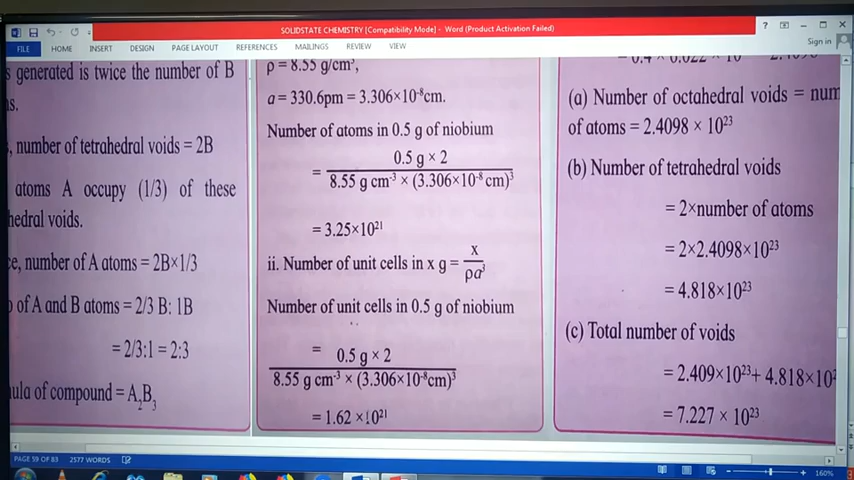 SOLIDSTATE CHEMISTRY [Compatibility Mode] - Word (Product Activation Failed)
Sign in
FILE HOME INSERT DESIGN PAGE LAYOUT REFERENCES MAILINGS REVIEW VIEW
s generated is twice the number of B
, number of tetrahedral voids = 2B
atoms A occupy (1/3) of these
hedral voids.
ce, number of A atoms = 2B×1/3
of A and B atoms = 2/3 B: 1B
= 2/3:1 = 2:3
ula of compound = A₂B₃
ρ = 8.55 g/cm³,
a = 330.6pm = 3.306×10⁻⁸cm.
Number of atoms in 0.5 g of niobium
0.5 g × 2
=
8.55 g cm⁻³ × (3.306×10⁻⁸ cm)³
= 3.25×10²¹
ii. Number of unit cells in x g = x
ρa³
Number of unit cells in 0.5 g of niobium
=
0.5 g × 2
8.55 g cm⁻³ × (3.306×10⁻⁸cm)³
= 1.62 ×10²¹
(a) Number of octahedral voids = num
of atoms = 2.4098 × 10²³
(b) Number of tetrahedral voids
= 2×number of atoms
= 2×2.4098×10²³
= 4.818×10²³
(c) Total number of voids
= 2.409×10²³+ 4.818×10²
= 7.227 × 10²³
PAGE 59 OF 83 2577 WORDS
160%